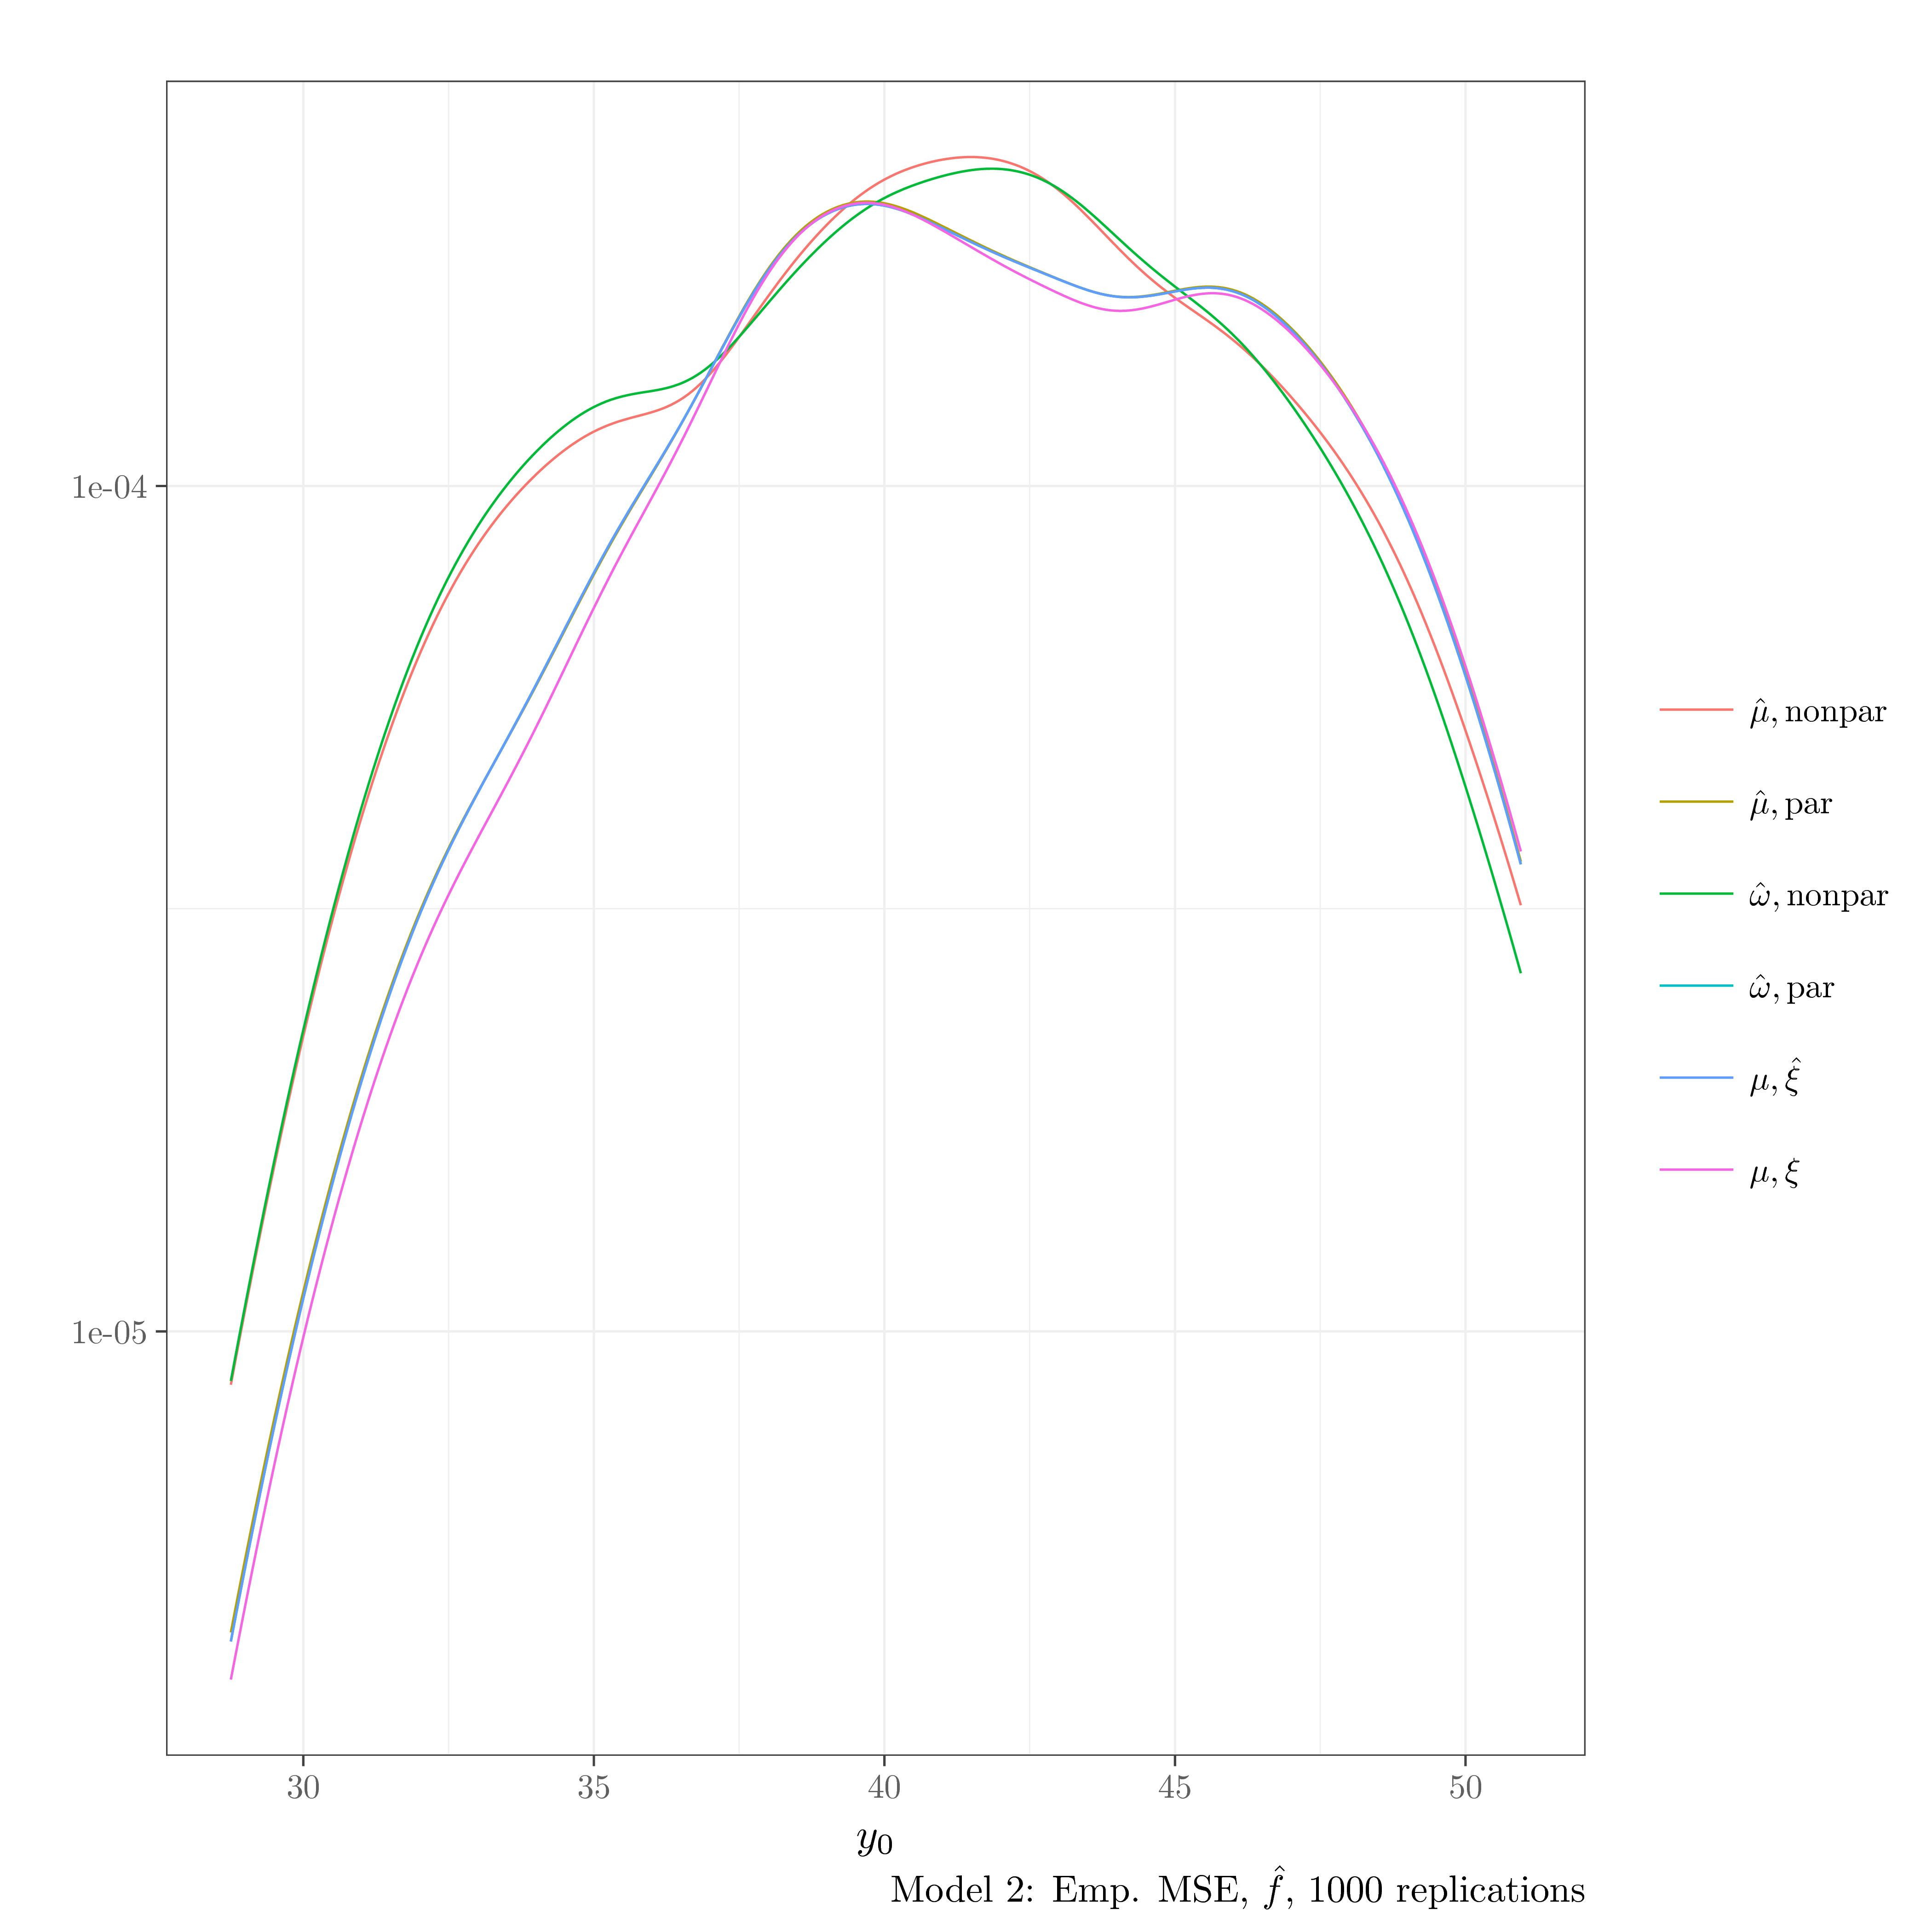 1e-04
1e-05
30 35 40 45 50
y₀
Model 2: Emp. MSE, f̂, 1000 replications
μ̂, nonpar
μ̂, par
ω̂, nonpar
ω̂, par
μ, ξ̂
μ, ξ